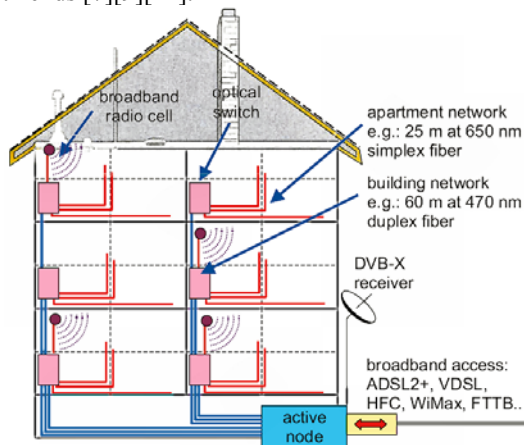 broadband
radio cell
optical
switch
apartment network
e.g.: 25 m at 650 nm
simplex fiber
building network
e.g.: 60 m at 470 nm
duplex fiber
DVB-X
receiver
broadband access:
ADSL2+, VDSL,
HFC, WiMax, FTTB..
active
node